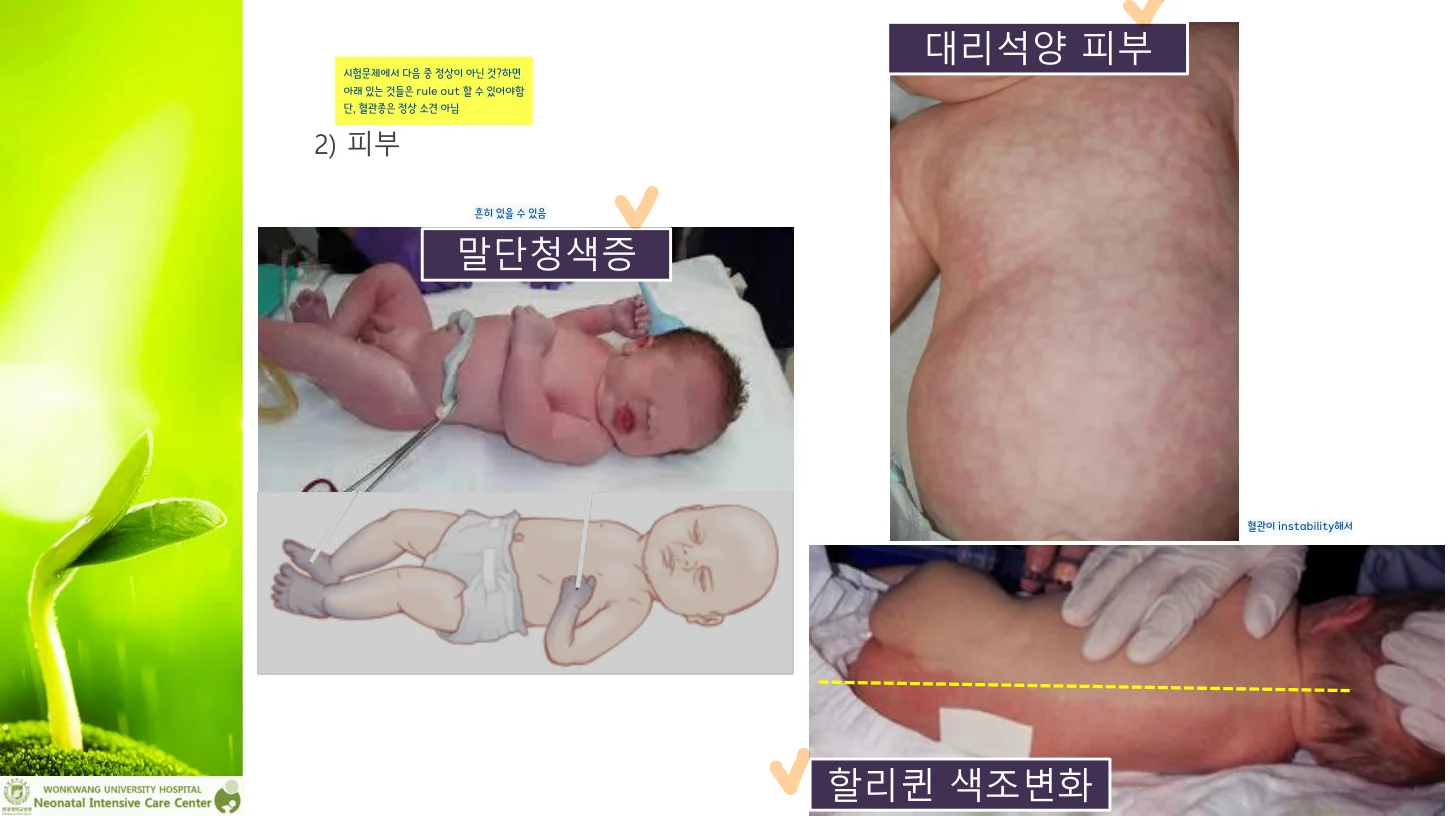 시험문제에서 다음 중 정상이 아닌 것?하면
아래 있는 것들은 rule out 할 수 있어야함
단, 혈관종은 정상 소견 아님
2) 피부
흔히 있을 수 있음
말단청색증
대리석양 피부
혈관이 instability해서
할리퀸 색조변화
WONKWANG UNIVERSITY HOSPITAL
Neonatal Intensive Care Center